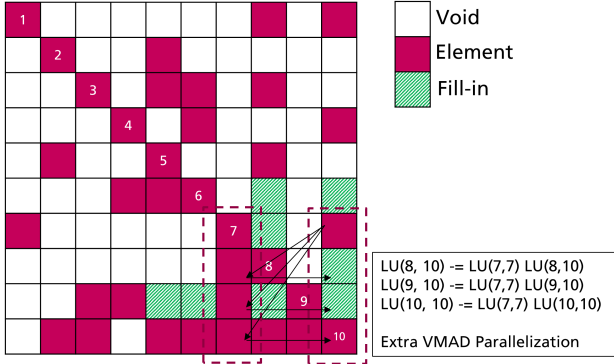 1
2
3
4
5
6
7
8
9
10
Void
Element
Fill-in
LU(8, 10) -= LU(7,7) LU(8,10)
LU(9, 10) -= LU(7,7) LU(9,10)
LU(10, 10) -= LU(7,7) LU(10,10)
Extra VMAD Parallelization